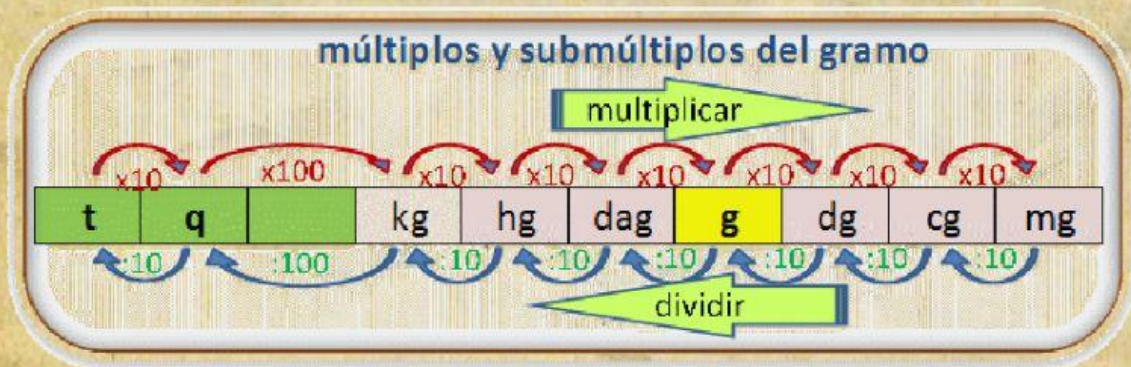 múltiplos y submúltiplos del gramo
multiplicar
x10 x100 x10 x10 x10 x10 x10 x10
t q kg hg dag g dg cg mg
:10 :100 :10 :10 :10 :10 :10 :10
dividir